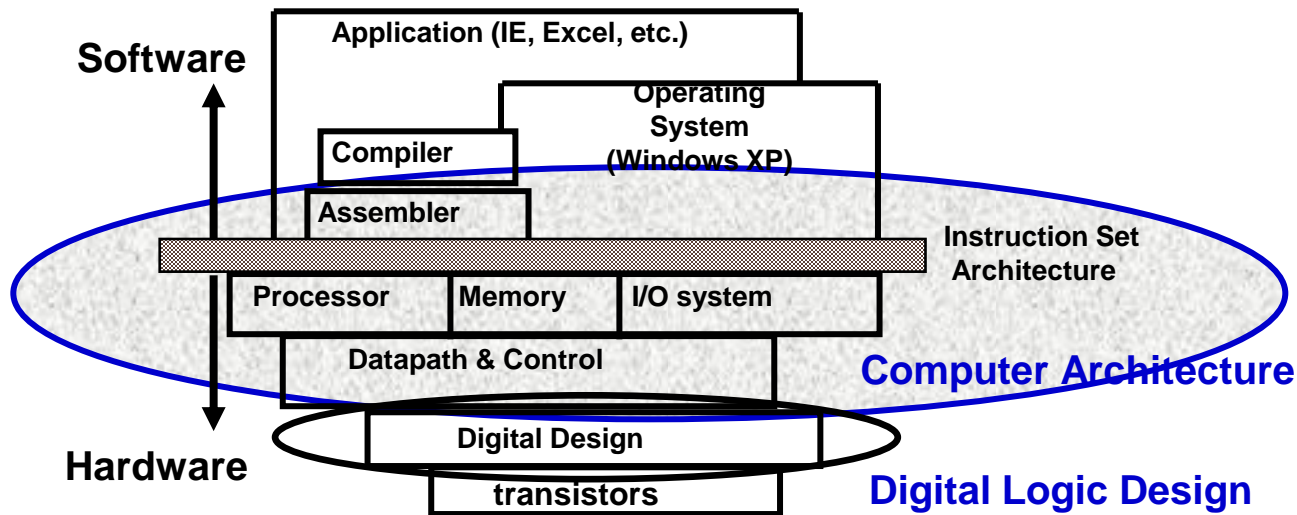 Application (IE, Excel, etc.)
Software
Operating
System
(Windows XP)
Compiler
Assembler
Instruction Set
Architecture
Processor
Memory
I/O system
Datapath & Control
Computer Architecture
Digital Design
Hardware
transistors
Digital Logic Design